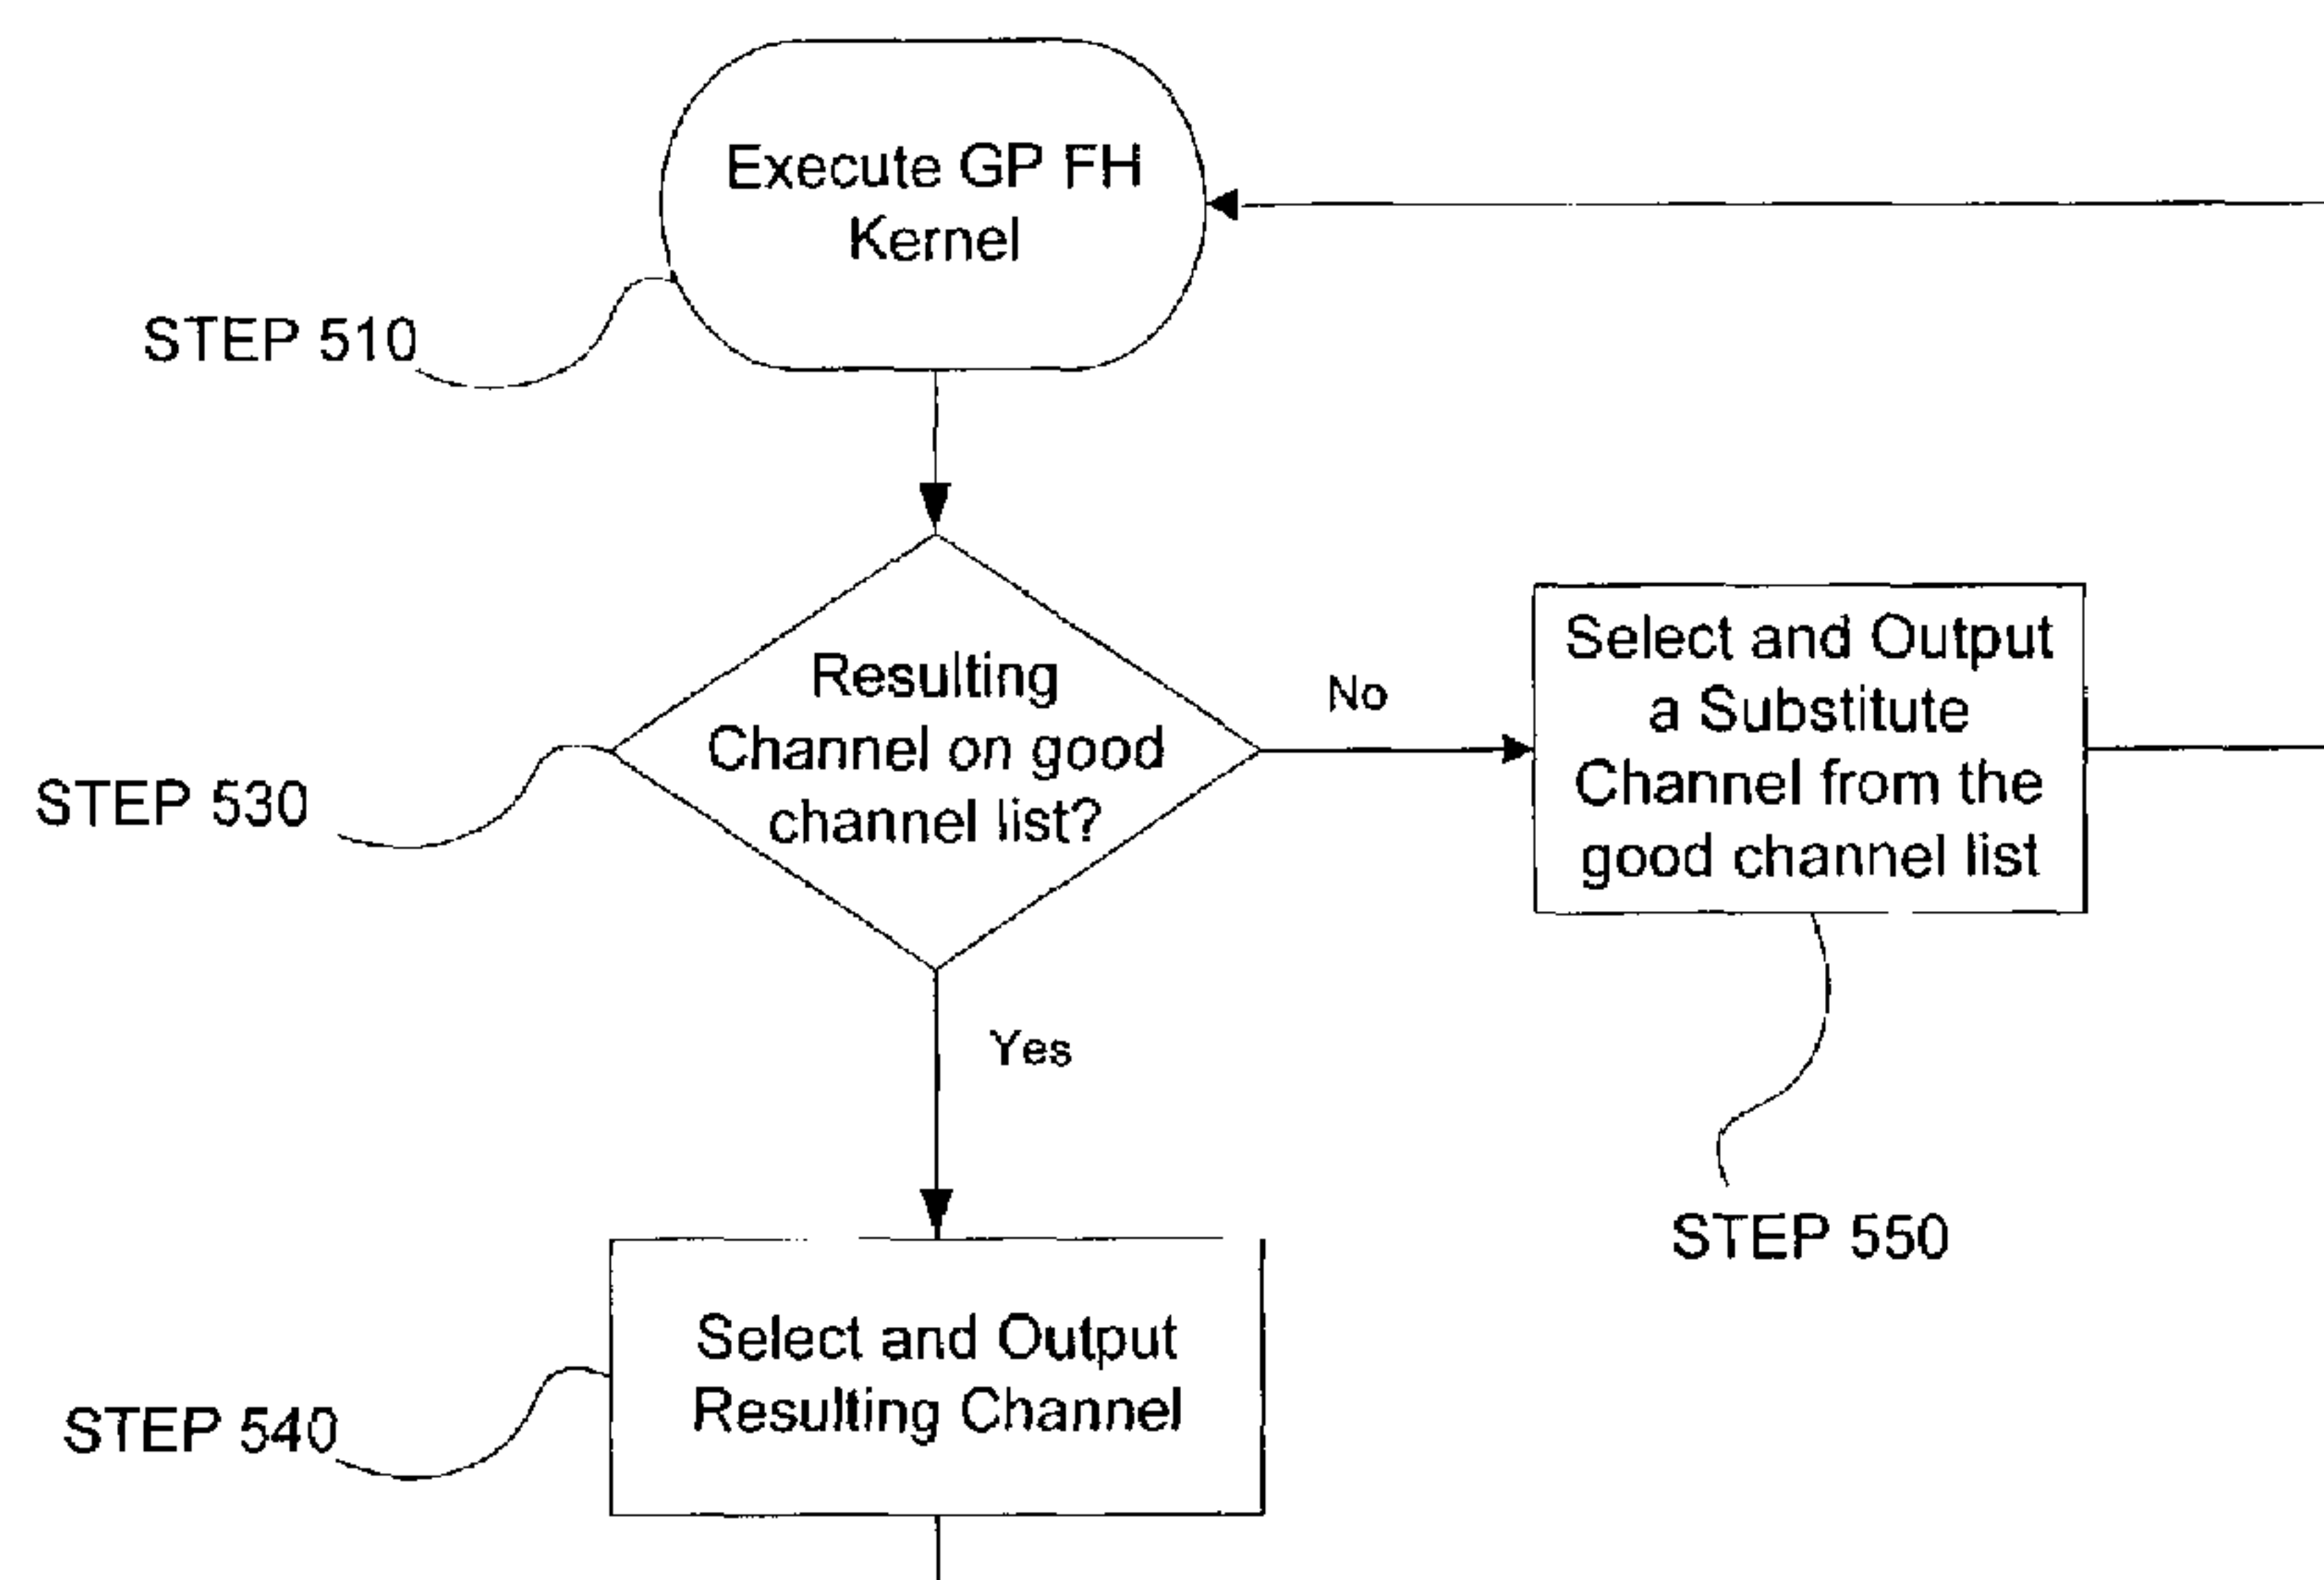 Execute GP FH
Kernel
STEP 510
Resulting
Channel on good
channel list?
STEP 530
No
Select and Output
a Substitute
Channel from the
good channel list
STEP 550
Yes
Select and Output
Resulting Channel
STEP 540